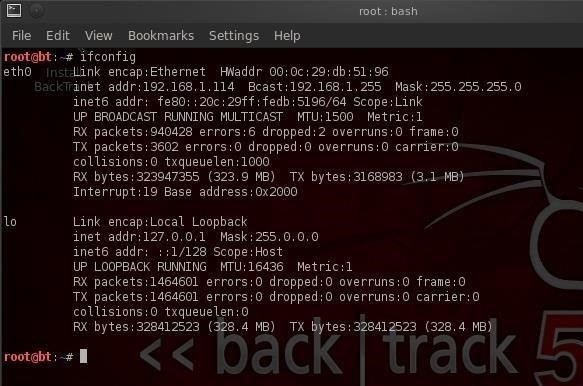 root : bash
File Edit View Bookmarks Settings Help
root@bt:~# ifconfig
eth0 Link encap:Ethernet HWaddr 00:0c:29:db:51:96
inet addr:192.168.1.114 Bcast:192.168.1.255 Mask:255.255.255.0
inet6 addr: fe80::20c:29ff:fedb:5196/64 Scope:Link
UP BROADCAST RUNNING MULTICAST MTU:1500 Metric:1
RX packets:940428 errors:6 dropped:2 overruns:0 frame:0
TX packets:3602 errors:0 dropped:0 overruns:0 carrier:0
collisions:0 txqueuelen:1000
RX bytes:323947355 (323.9 MB) TX bytes:3168983 (3.1 MB)
Interrupt:19 Base address:0x2000
lo Link encap:Local Loopback
inet addr:127.0.0.1 Mask:255.0.0.0
inet6 addr: ::1/128 Scope:Host
UP LOOPBACK RUNNING MTU:16436 Metric:1
RX packets:1464601 errors:0 dropped:0 overruns:0 frame:0
TX packets:1464601 errors:0 dropped:0 overruns:0 carrier:0
collisions:0 txqueuelen:0
RX bytes:328412523 (328.4 MB) TX bytes:328412523 (328.4 MB)
root@bt:~#
<< back | track 5